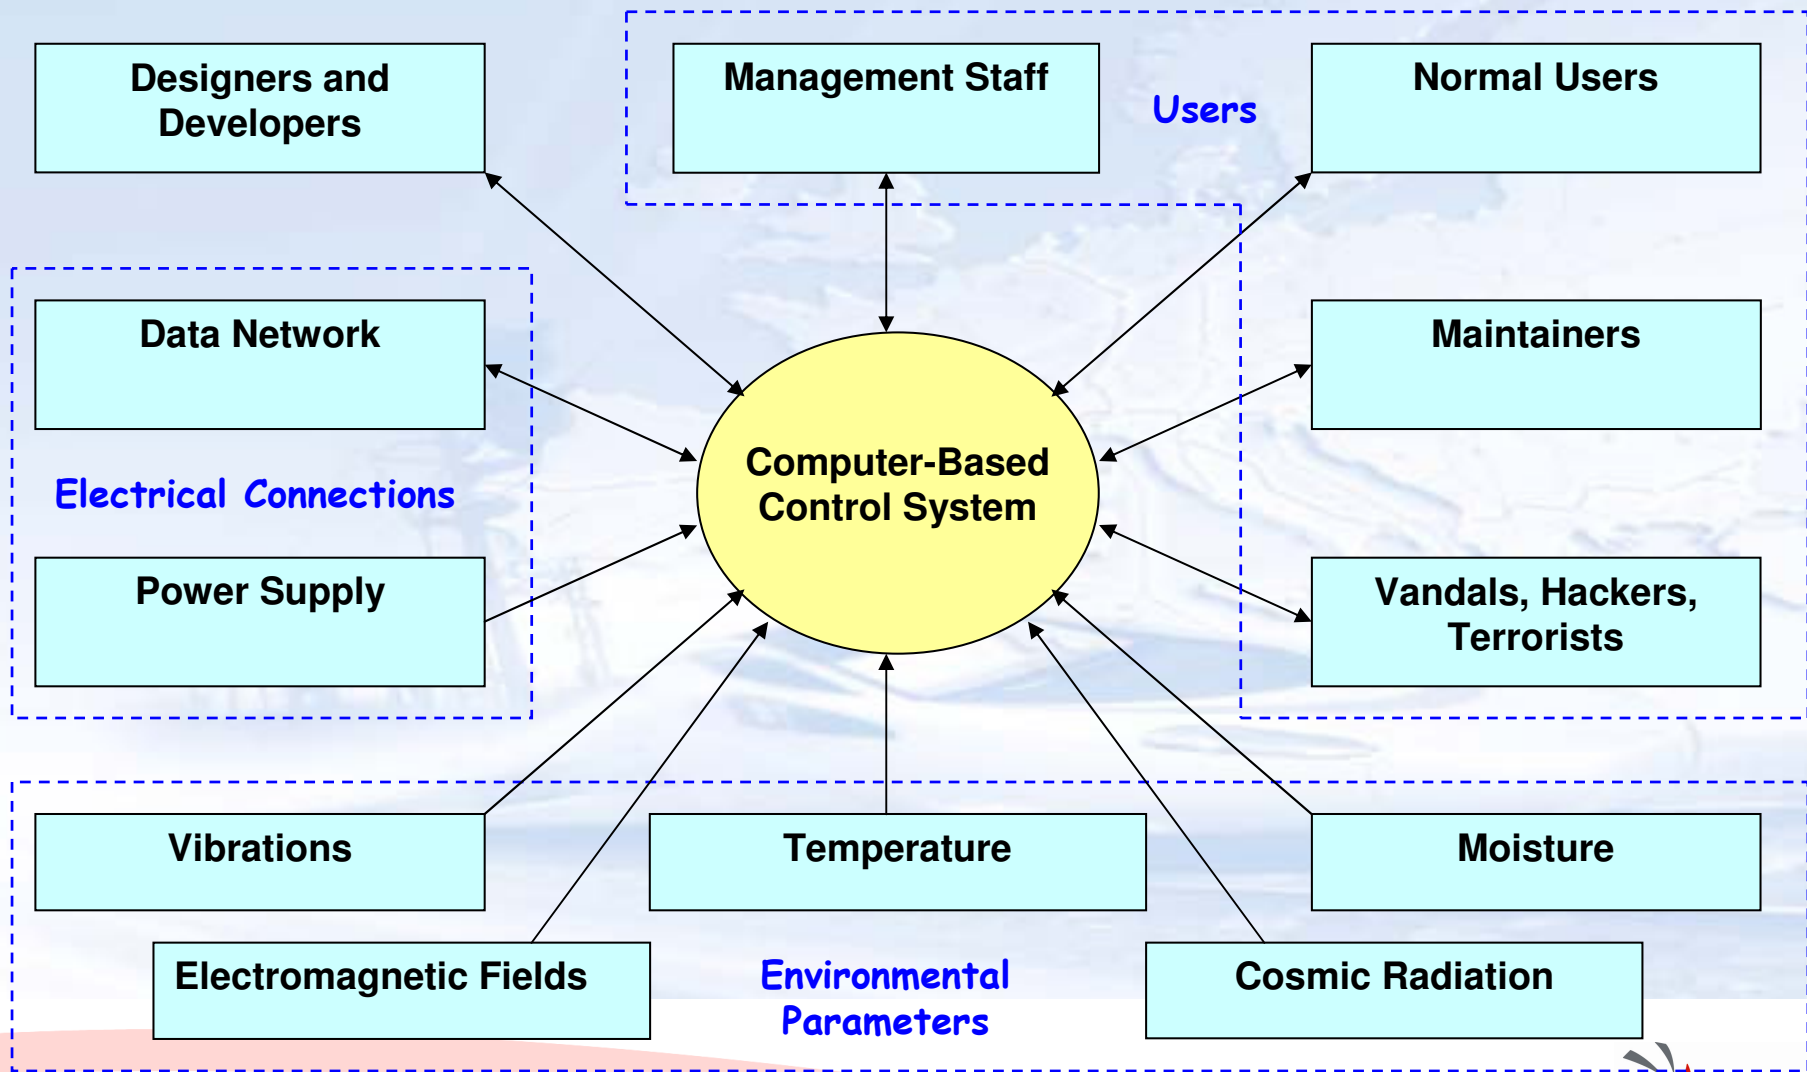 Designers and
Developers
Management Staff
Users
Normal Users
Data Network
Maintainers
Electrical Connections
Computer-Based
Control System
Power Supply
Vandals, Hackers,
Terrorists
Vibrations
Temperature
Moisture
Electromagnetic Fields
Environmental
Parameters
Cosmic Radiation